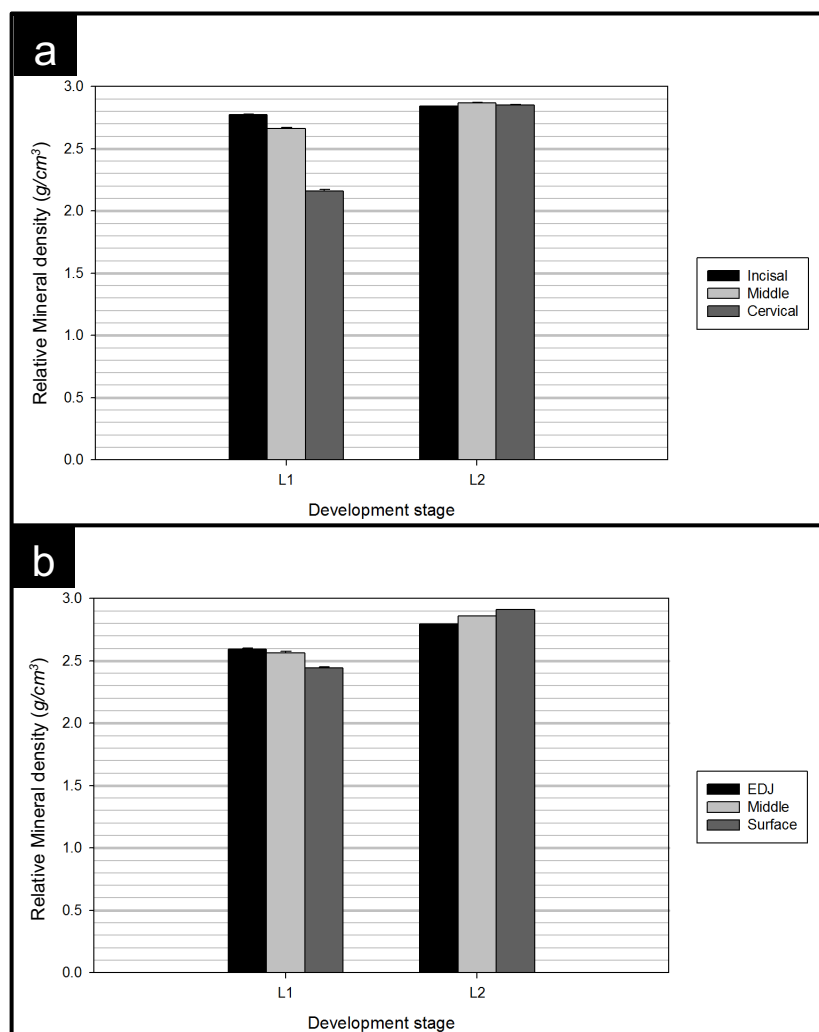 a
Relative Mineral density (g/cm³)
3.0
2.5
2.0
1.5
1.0
0.5
0.0
L1 L2
Development stage
Incisal
Middle
Cervical
b
Relative Mineral density (g/cm³)
3.0
2.5
2.0
1.5
1.0
0.5
0.0
L1 L2
Development stage
EDJ
Middle
Surface